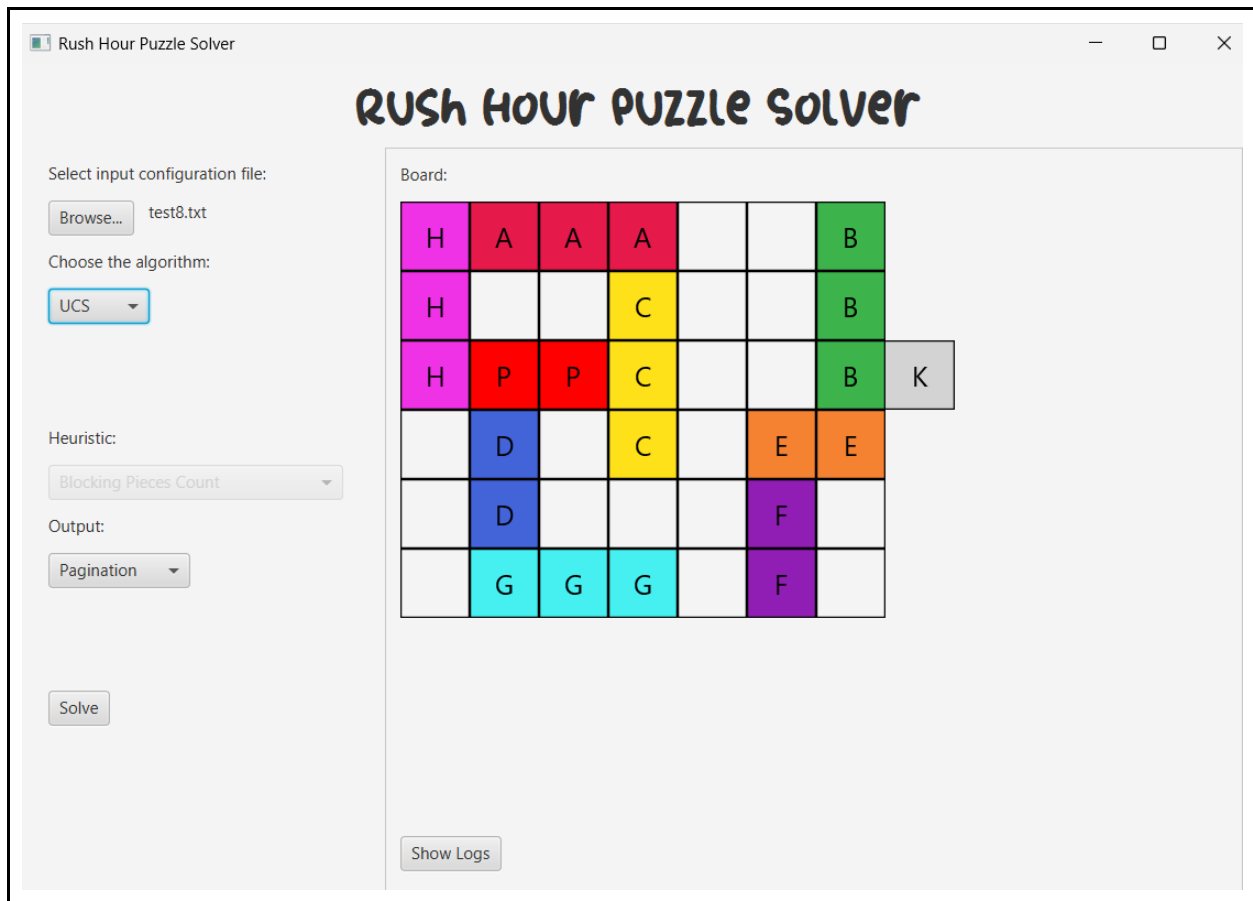 Rush Hour Puzzle Solver
Rush Hour Puzzle Solver
Select input configuration file:
Browse... test8.txt
Choose the algorithm:
UCS
Heuristic:
Blocking Pieces Count
Output:
Pagination
Solve
Board:
H A A A B
H C B
H P P C B K
D C E E
D F
G G G F
Show Logs